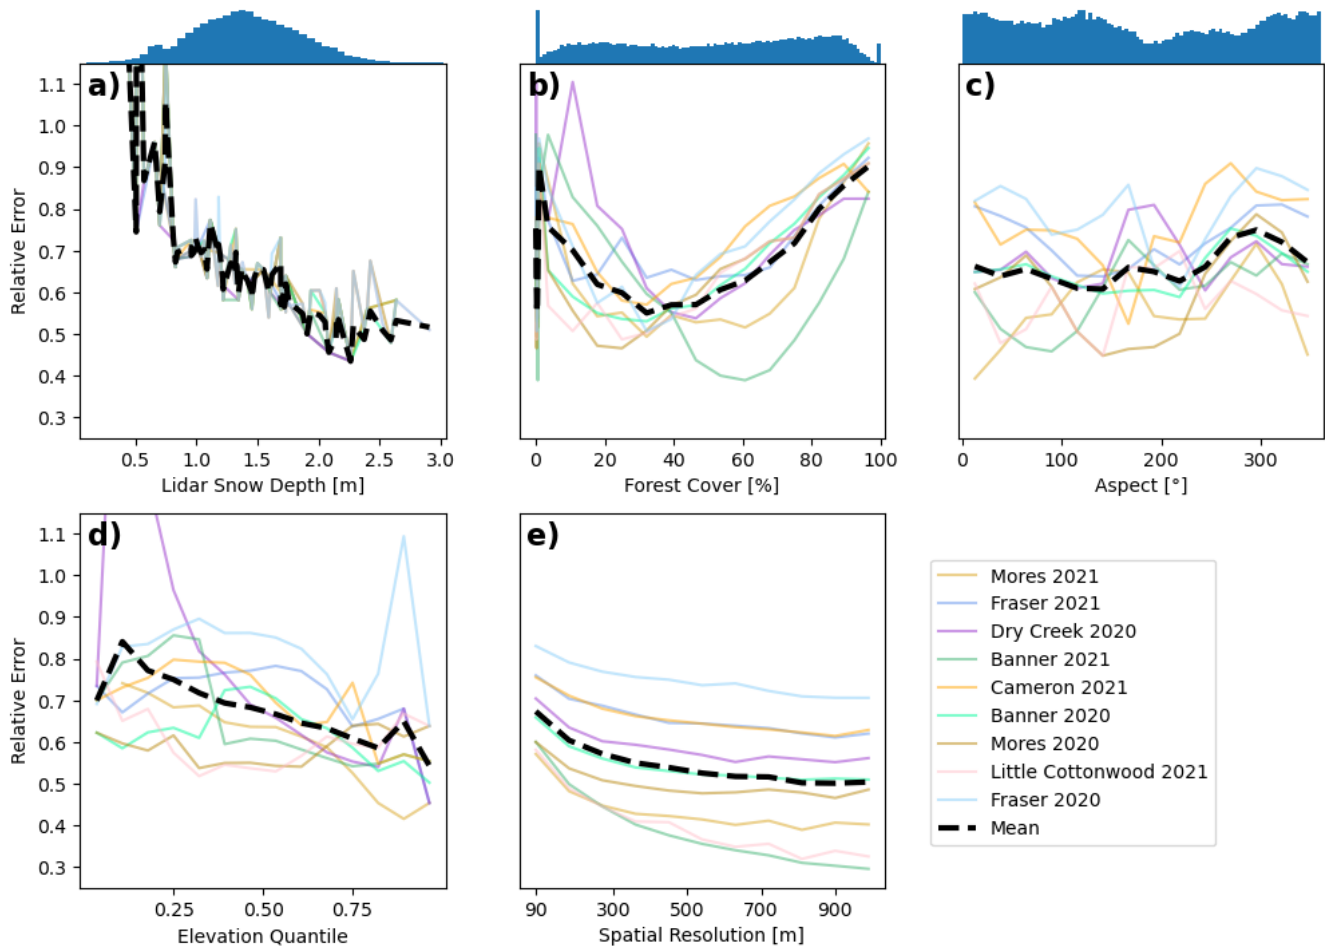 a)
b)
c)
1.1
1.0
0.9
0.8
0.7
0.6
0.5
0.4
0.3
Relative Error
0.5 1.0 1.5 2.0 2.5 3.0
Lidar Snow Depth [m]
0 20 40 60 80 100
Forest Cover [%]
0 100 200 300
Aspect [°]
d)
e)
1.1
1.0
0.9
0.8
0.7
0.6
0.5
0.4
0.3
Relative Error
0.25 0.50 0.75
Elevation Quantile
90 300 500 700 900
Spatial Resolution [m]
Mores 2021
Fraser 2021
Dry Creek 2020
Banner 2021
Cameron 2021
Banner 2020
Mores 2020
Little Cottonwood 2021
Fraser 2020
Mean